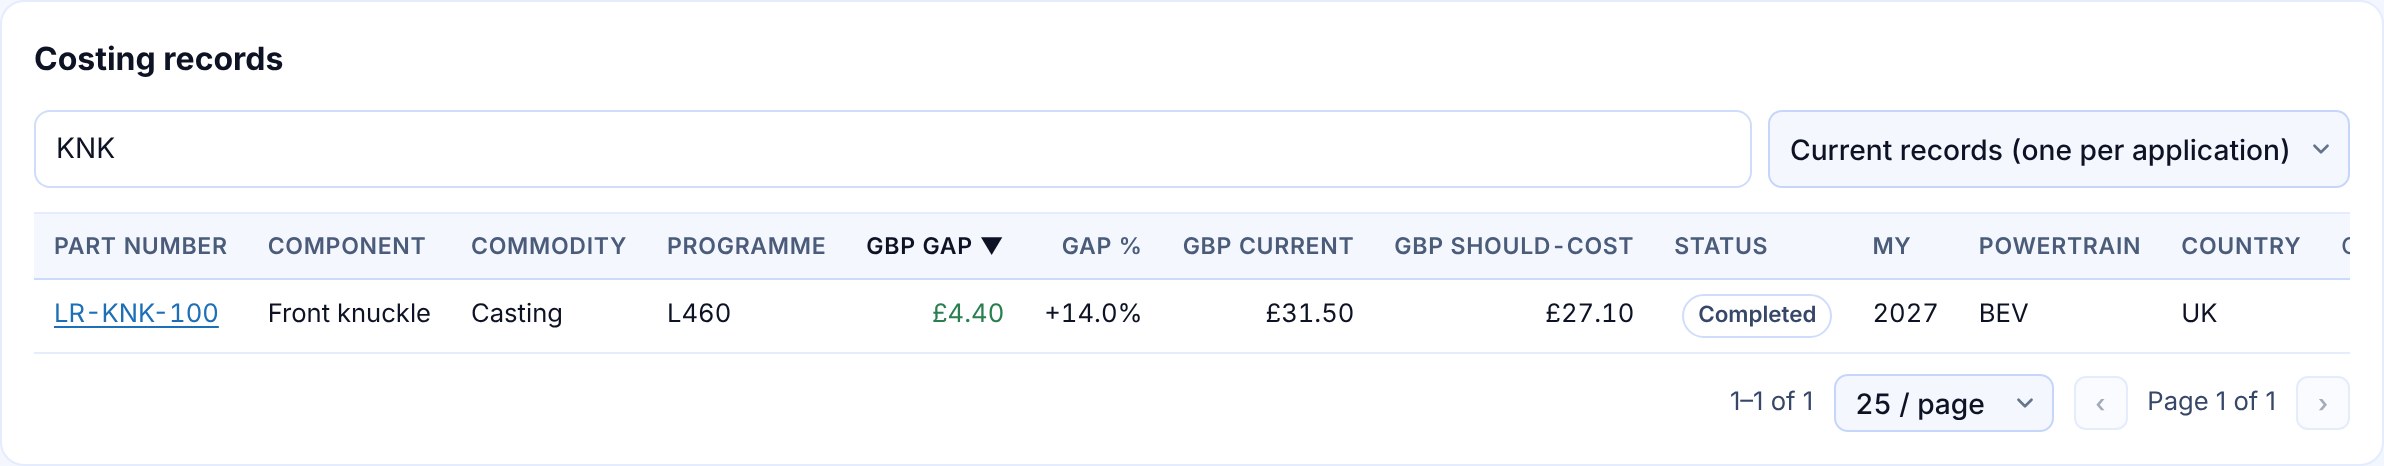 Costing records
KNK
Current records (one per application)
PART NUMBER COMPONENT COMMODITY PROGRAMME GBP GAP ▼ GAP % GBP CURRENT GBP SHOULD-COST STATUS MY POWERTRAIN COUNTRY
LR-KNK-100 Front knuckle Casting L460 £4.40 +14.0% £31.50 £27.10 Completed 2027 BEV UK
1–1 of 1 25 / page ‹ Page 1 of 1 ›